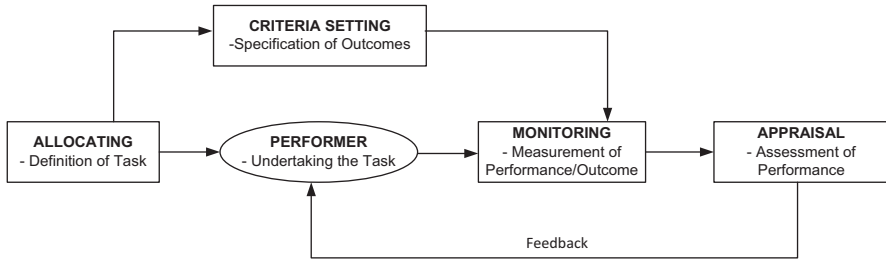 CRITERIA SETTING
-Specification of Outcomes
ALLOCATING
- Definition of Task
PERFORMER
- Undertaking the Task
MONITORING
- Measurement of
Performance/Outcome
APPRAISAL
- Assessment of
Performance
Feedback